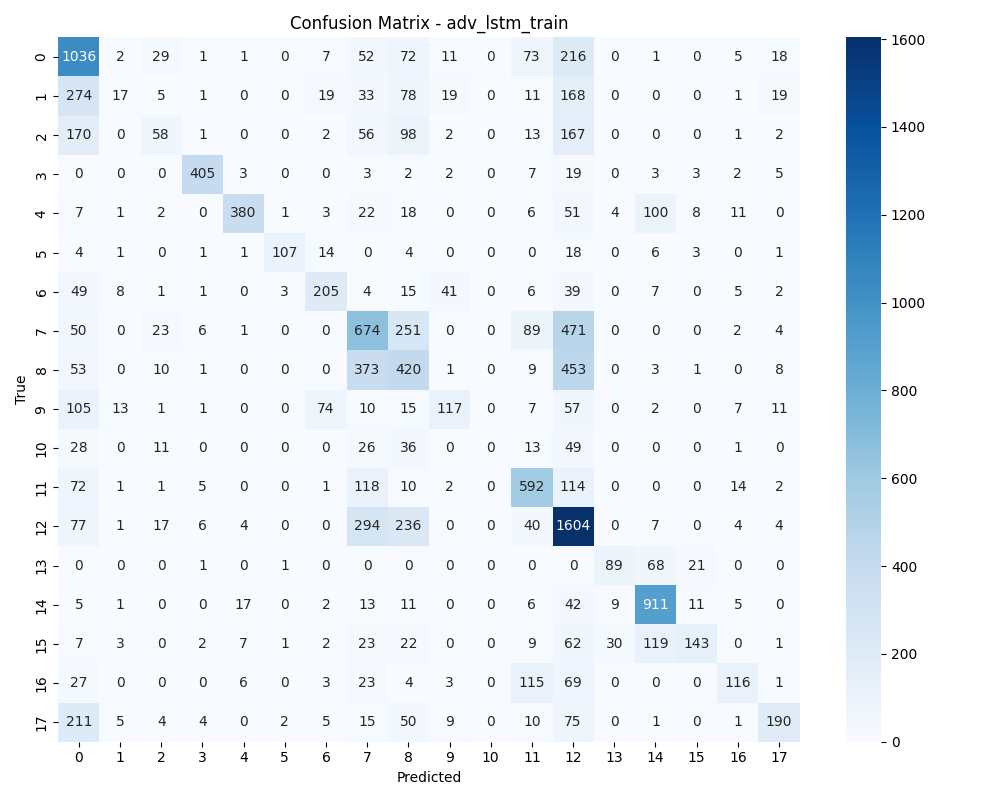 Confusion Matrix - adv_lstm_train
0 1036 2 29 1 1 0 7 52 72 11 0 73 216 0 1 0 5 18
1 274 17 5 1 0 0 19 33 78 19 0 11 168 0 0 0 1 19
2 170 0 58 1 0 0 2 56 98 2 0 13 167 0 0 0 1 2
3 0 0 0 405 3 0 0 3 2 2 0 7 19 0 3 3 2 5
4 7 1 2 0 380 1 3 22 18 0 0 6 51 4 100 8 11 0
5 4 1 0 1 1 107 14 0 4 0 0 0 18 0 6 3 0 1
6 49 8 1 1 0 3 205 4 15 41 0 6 39 0 7 0 5 2
7 50 0 23 6 1 0 0 674 251 0 0 89 471 0 0 0 2 4
8 53 0 10 1 0 0 0 373 420 1 0 9 453 0 3 1 0 8
9 105 13 1 1 0 0 74 10 15 117 0 7 57 0 2 0 7 11
10 28 0 11 0 0 0 0 26 36 0 0 13 49 0 0 0 1 0
11 72 1 1 5 0 0 1 118 10 2 0 592 114 0 0 0 14 2
12 77 1 17 6 4 0 0 294 236 0 0 40 1604 0 7 0 4 4
13 0 0 0 1 0 1 0 0 0 0 0 0 0 89 68 21 0 0
14 5 1 0 0 17 0 2 13 11 0 0 6 42 9 911 11 5 0
15 7 3 0 2 7 1 2 23 22 0 0 9 62 30 119 143 0 1
16 27 0 0 0 6 0 3 23 4 3 0 115 69 0 0 0 116 1
17 211 5 4 4 0 2 5 15 50 9 0 10 75 0 1 0 1 190
0 1 2 3 4 5 6 7 8 9 10 11 12 13 14 15 16 17
Predicted
True
1600
1400
1200
1000
800
600
400
200
0